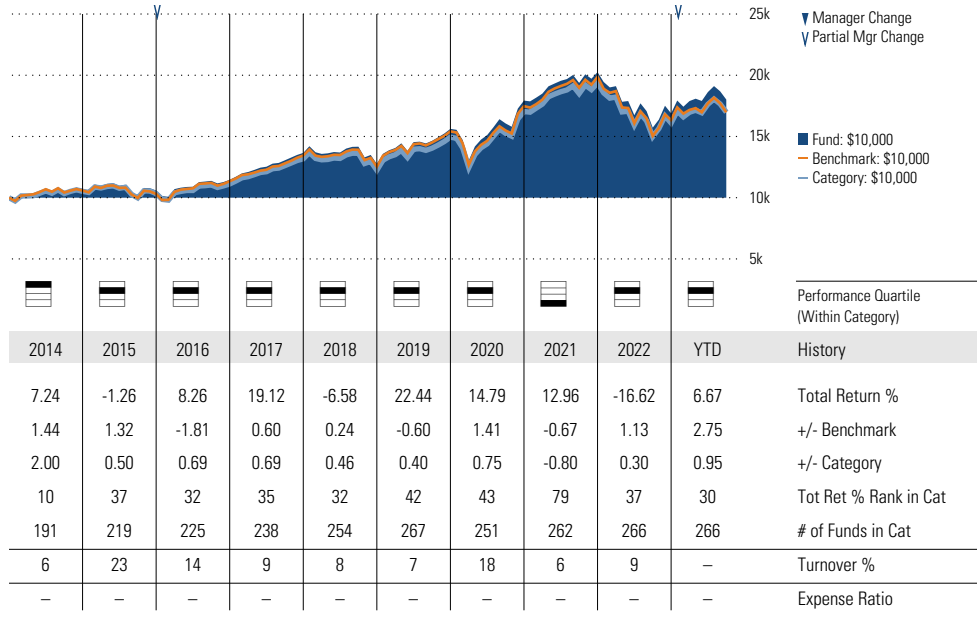 25k
Manager Change
Partial Mgr Change
20k
15k
Fund: $10,000
Benchmark: $10,000
Category: $10,000
10k
5k
Performance Quartile
(Within Category)
2014 2015 2016 2017 2018 2019 2020 2021 2022 YTD History
7.24 -1.26 8.26 19.12 -6.58 22.44 14.79 12.96 -16.62 6.67 Total Return %
1.44 1.32 -1.81 0.60 0.24 -0.60 1.41 -0.67 1.13 2.75 +/- Benchmark
2.00 0.50 0.69 0.69 0.46 0.40 0.75 -0.80 0.30 0.95 +/- Category
10 37 32 35 32 42 43 79 37 30 Tot Ret % Rank in Cat
191 219 225 238 254 267 251 262 266 266 # of Funds in Cat
6 23 14 9 8 7 18 6 9 – Turnover %
– – – – – – – – – – Expense Ratio